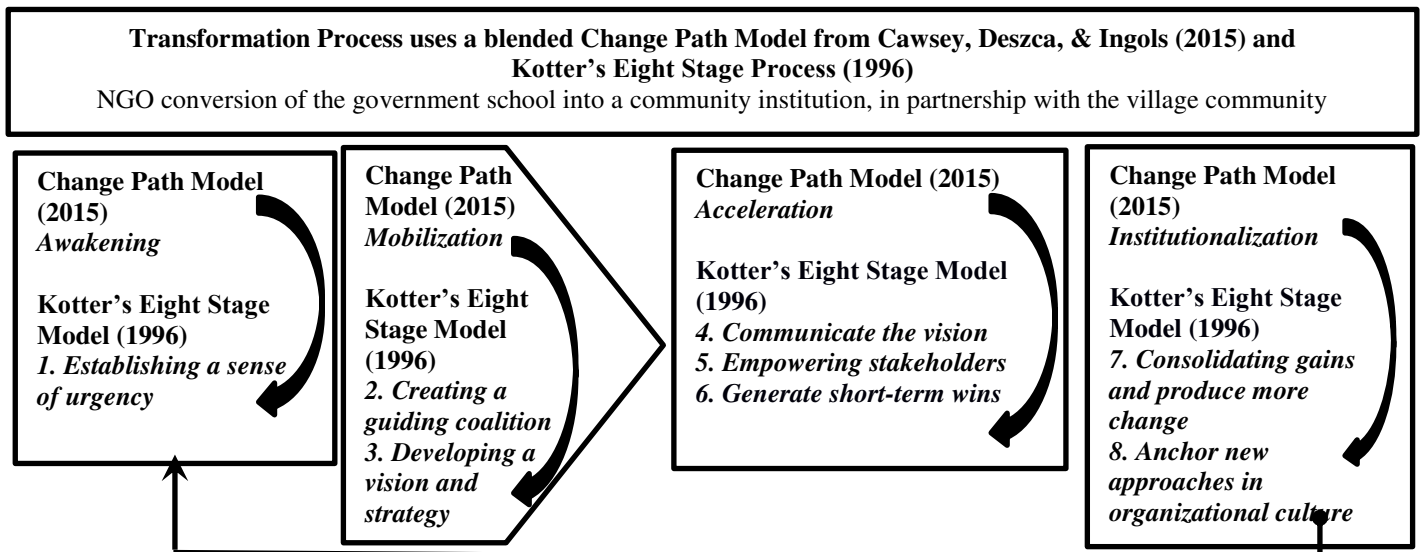 Transformation Process uses a blended Change Path Model from Cawsey, Deszca, & Ingols (2015) and
Kotter’s Eight Stage Process (1996)
NGO conversion of the government school into a community institution, in partnership with the village community
Change Path Model
(2015)
Awakening
Kotter’s Eight Stage
Model (1996)
1. Establishing a sense
of urgency
Change Path
Model (2015)
Mobilization
Kotter’s Eight
Stage Model
(1996)
2. Creating a
guiding coalition
3. Developing a
vision and
strategy
Change Path Model (2015)
Acceleration
Kotter’s Eight Stage Model
(1996)
4. Communicate the vision
5. Empowering stakeholders
6. Generate short-term wins
Change Path Model
(2015)
Institutionalization
Kotter’s Eight Stage
Model (1996)
7. Consolidating gains
and produce more
change
8. Anchor new
approaches in
organizational culture